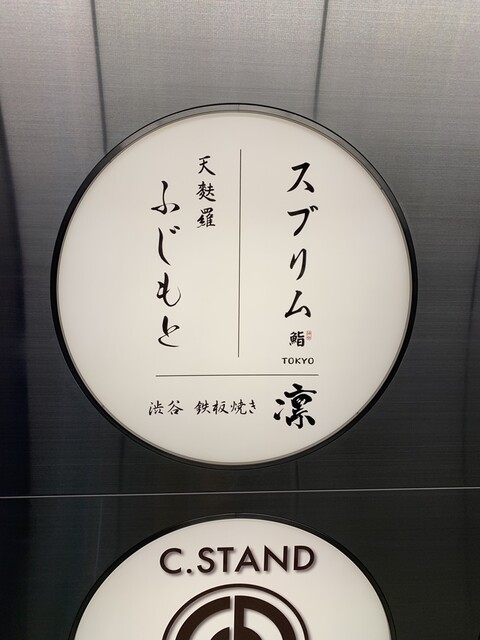 スブリム
鮨
TOKYO
天麩羅
ふじもと
渋谷 鉄板焼き 凛
C.STAND